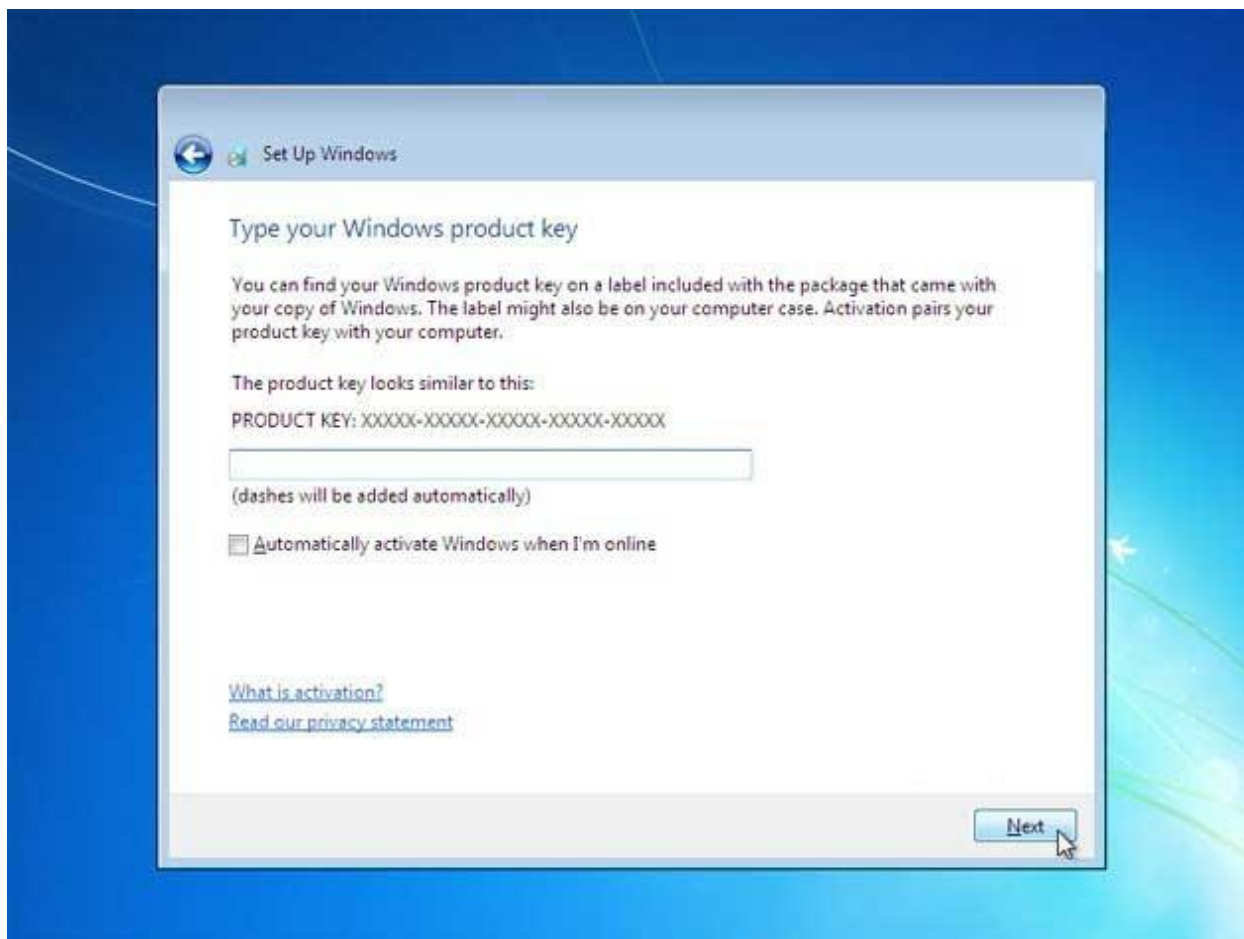 Set Up Windows
Type your Windows product key
You can find your Windows product key on a label included with the package that came with
your copy of Windows. The label might also be on your computer case. Activation pairs your
product key with your computer.
The product key looks similar to this:
PRODUCT KEY: XXXXX-XXXXX-XXXXX-XXXXX-XXXXX
(dashes will be added automatically)
Automatically activate Windows when I'm online
What is activation?
Read our privacy statement
Next